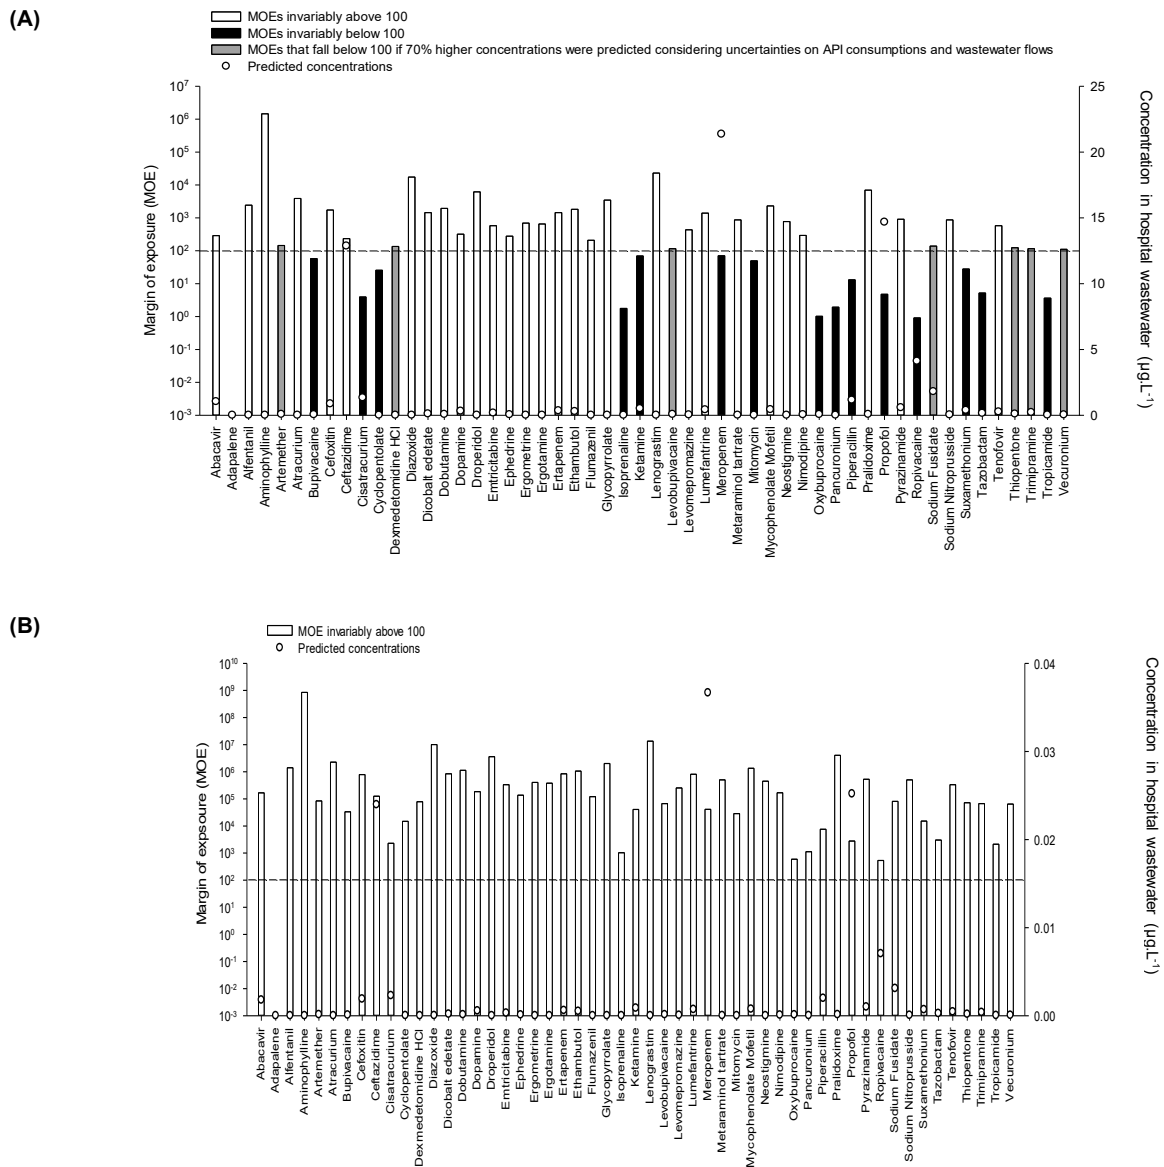 (A)
MOEs invariably above 100
MOEs invariably below 100
MOEs that fall below 100 if 70% higher concentrations were predicted considering uncertainties on API consumptions and wastewater flows
Predicted concentrations
Margin of exposure (MOE)
10⁷
10⁶
10⁵
10⁴
10³
10²
10¹
10⁰
10⁻¹
10⁻²
10⁻³
25
20
15
10
5
0
Concentration in hospital wastewater (µg.L⁻¹)
Abacavir
Adapalene
Alfentanil
Aminophylline
Artemether
Atracurium
Bupivacaine
Cefoxitin
Ceftazidime
Cisatracurium
Cyclopentolate
Dexmedetomidine HCl
Diazoxide
Dicobalt edetate
Dobutamine
Dopamine
Droperidol
Emtricitabine
Ephedrine
Ergometrine
Ergotamine
Ertapenem
Ethambutol
Flumazenil
Glycopyrrolate
Isoprenaline
Ketamine
Lenograstim
Levobupivacaine
Levomepromazine
Lumefantrine
Meropenem
Metaraminol tartrate
Mitomycin
Mycophenolate Mofetil
Neostigmine
Nimodipine
Oxybuprocaine
Pancuronium
Piperacillin
Pralidoxime
Propofol
Pyrazinamide
Ropivacaine
Sodium Fusidate
Sodium Nitroprusside
Suxamethonium
Tazobactam
Tenofovir
Thiopentone
Trimipramine
Tropicamide
Vecuronium
(B)
MOE invariably above 100
Predicted concentrations
Margin of expsoure (MOE)
10¹⁰
10⁹
10⁸
10⁷
10⁶
10⁵
10⁴
10³
10²
10¹
10⁰
10⁻¹
10⁻²
10⁻³
0.04
0.03
0.02
0.01
0.00
Concentration in hospital wastewater (µg.L⁻¹)
Abacavir
Adapalene
Alfentanil
Aminophylline
Artemether
Atracurium
Bupivacaine
Cefoxitin
Ceftazidime
Cisatracurium
Cyclopentolate
Dexmedetomidine HCl
Diazoxide
Dicobalt edetate
Dobutamine
Dopamine
Droperidol
Emtricitabine
Ephedrine
Ergometrine
Ergotamine
Ertapenem
Ethambutol
Flumazenil
Glycopyrrolate
Isoprenaline
Ketamine
Lenograstim
Levobupivacaine
Levomepromazine
Lumefantrine
Meropenem
Metaraminol tartrate
Mitomycin
Mycophenolate Mofetil
Neostigmine
Nimodipine
Oxybuprocaine
Pancuronium
Piperacillin
Pralidoxime
Propofol
Pyrazinamide
Ropivacaine
Sodium Fusidate
Sodium Nitroprusside
Suxamethonium
Tazobactam
Tenofovir
Thiopentone
Trimipramine
Tropicamide
Vecuronium